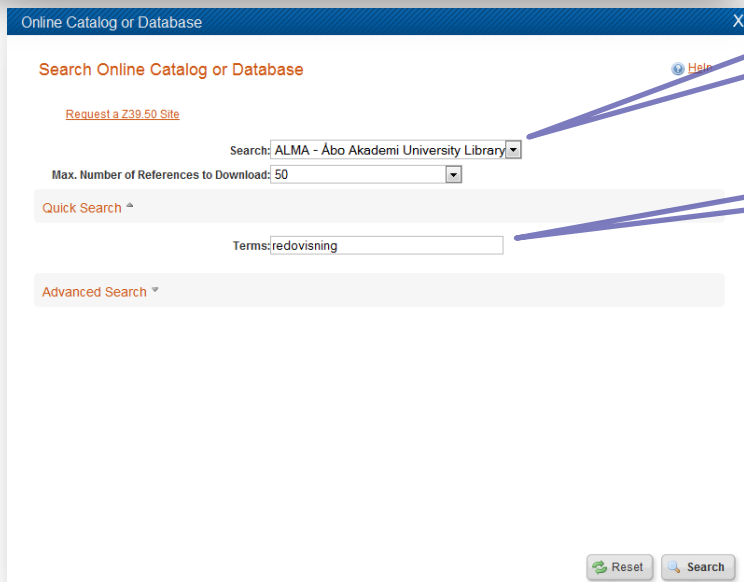 Online Catalog or Database X
Search Online Catalog or Database
Help
Request a Z39.50 Site
Search: ALMA - Åbo Akademi University Library
Max. Number of References to Download: 50
Quick Search
Terms: redovisning
Advanced Search
Reset Search